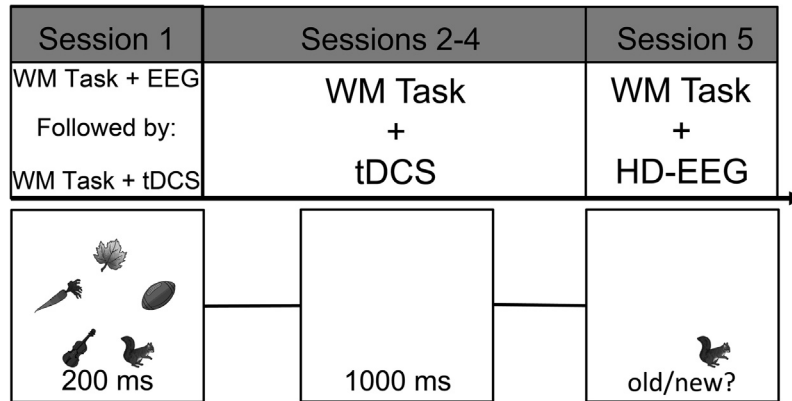 Session 1
Sessions 2-4
Session 5
WM Task + EEG
Followed by:
WM Task + tDCS
WM Task
+
tDCS
WM Task
+
HD-EEG
200 ms
1000 ms
old/new?